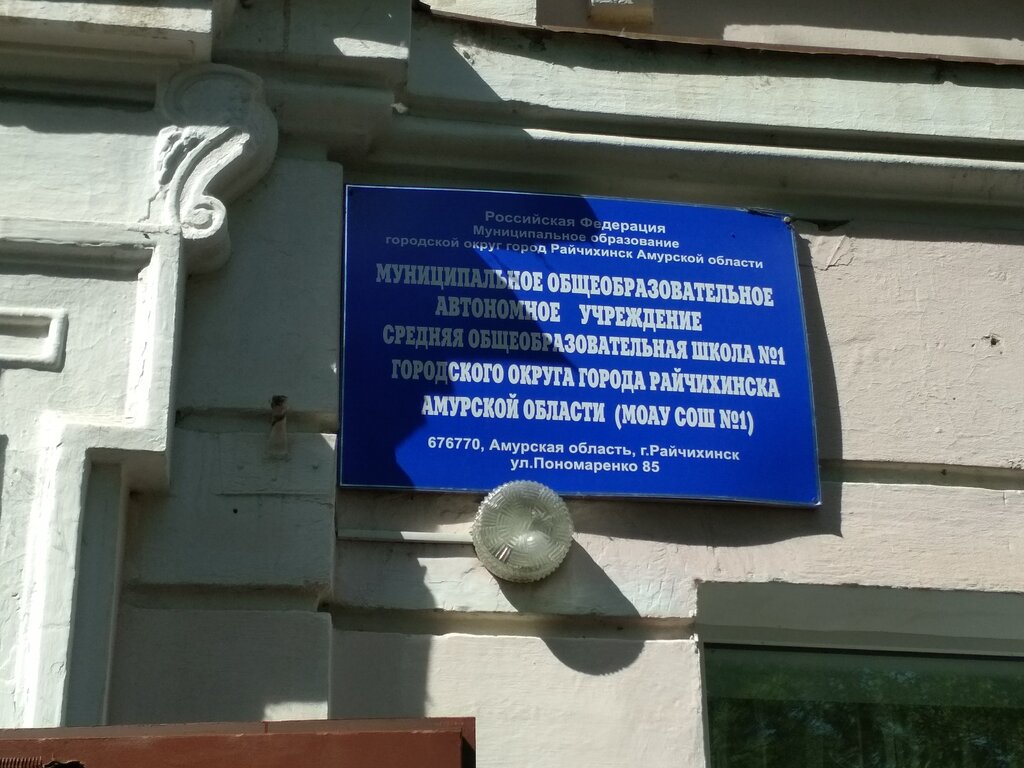 Российская Федерация
Муниципальное образование
городской округ город Райчихинск Амурской области
МУНИЦИПАЛЬНОЕ ОБЩЕОБРАЗОВАТЕЛЬНОЕ
АВТОНОМНОЕ УЧРЕЖДЕНИЕ
СРЕДНЯЯ ОБЩЕОБРАЗОВАТЕЛЬНАЯ ШКОЛА №1
ГОРОДСКОГО ОКРУГА ГОРОДА РАЙЧИХИНСКА
АМУРСКОЙ ОБЛАСТИ (МОАУ СОШ №1)
676770, Амурская область, г.Райчихинск
ул.Пономаренко 85